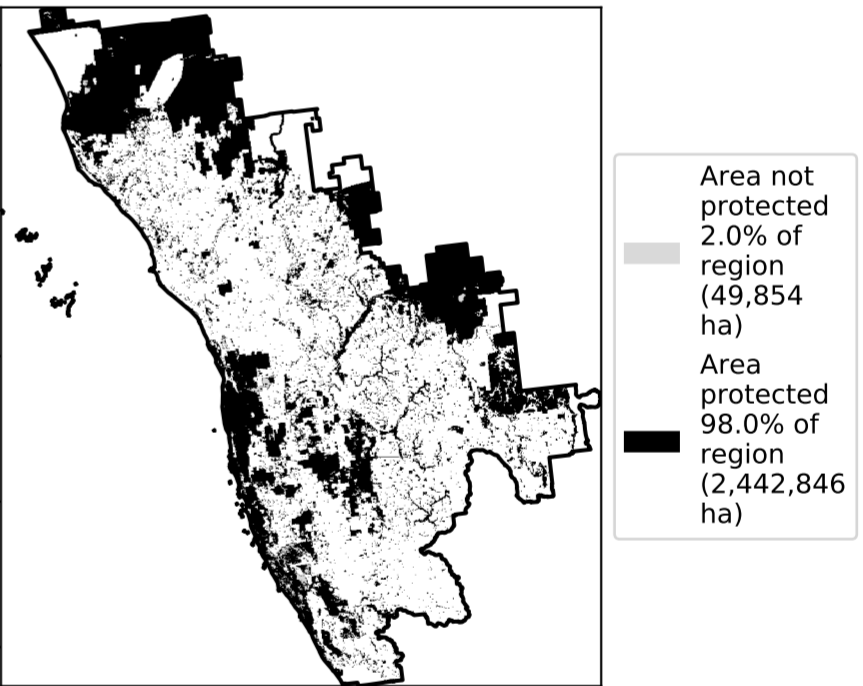 Area not
protected
2.0% of
region
(49,854
ha)
Area
protected
98.0% of
region
(2,442,846
ha)